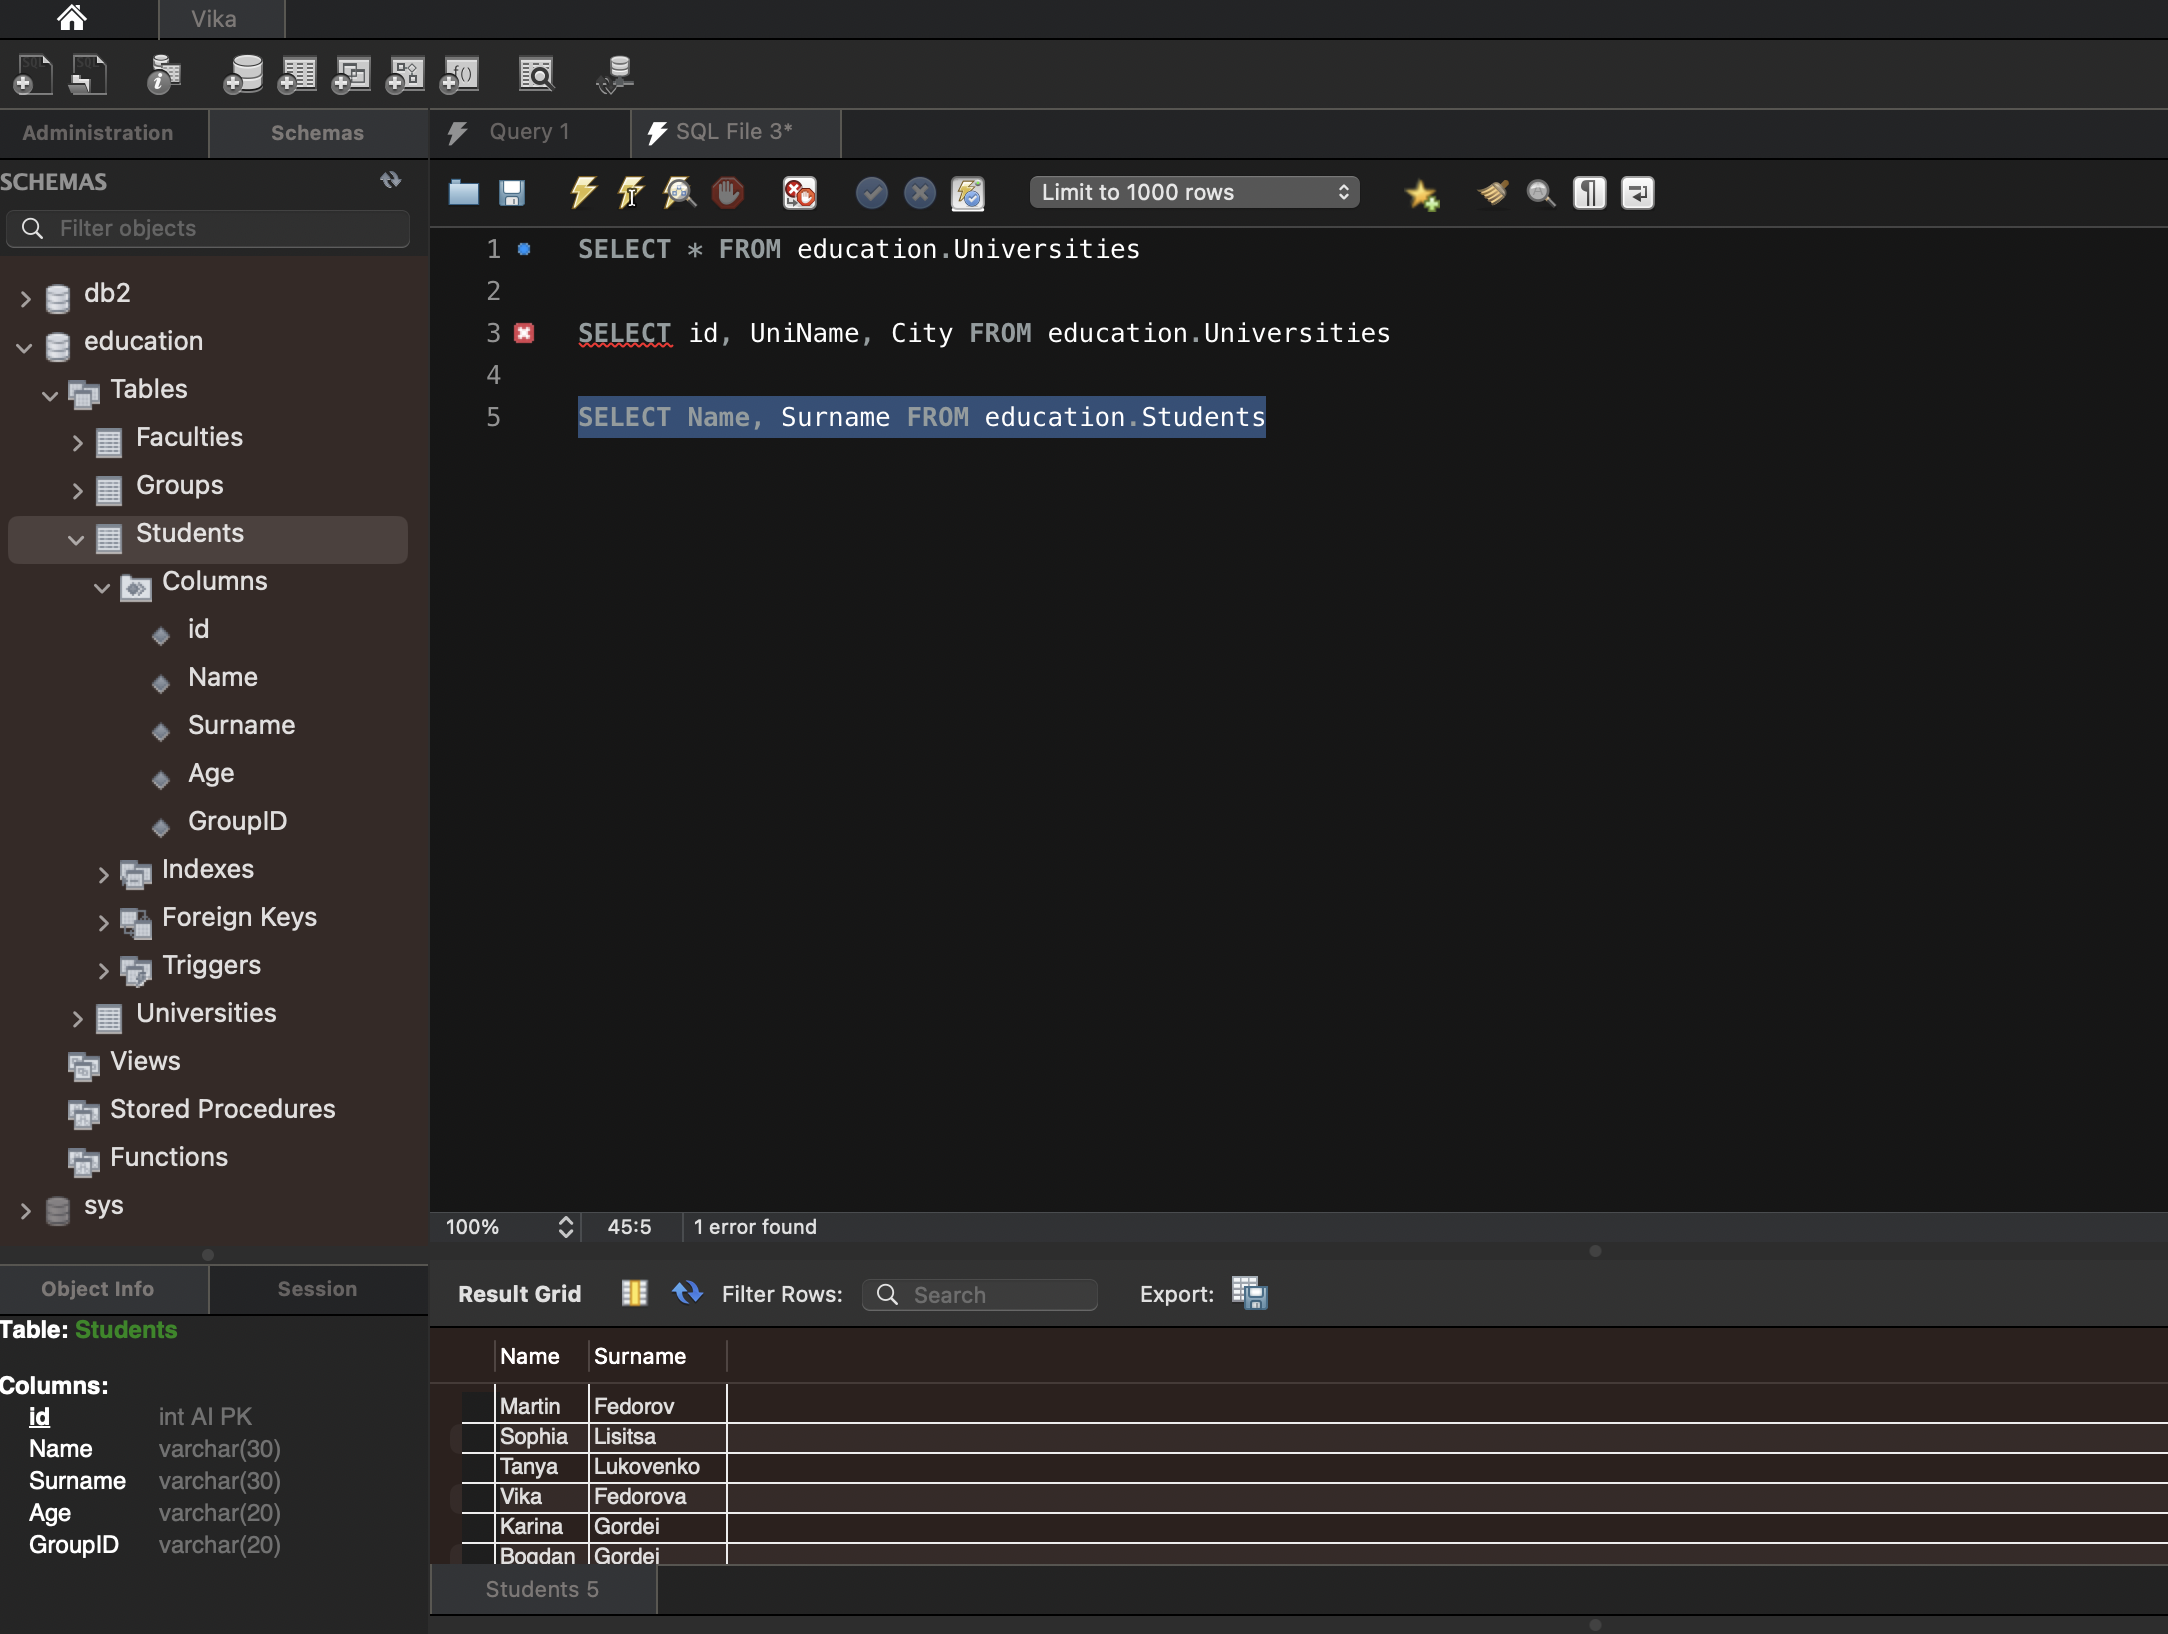 Vika
Administration
Schemas
SCHEMAS
Filter objects
db2
education
Tables
Faculties
Groups
Students
Columns
id
Name
Surname
Age
GroupID
Indexes
Foreign Keys
Triggers
Universities
Views
Stored Procedures
Functions
sys
Object Info
Session
Table: Students
Columns:
id int AI PK
Name varchar(30)
Surname varchar(30)
Age varchar(20)
GroupID varchar(20)
Query 1
SQL File 3*
Limit to 1000 rows
1 SELECT * FROM education.Universities
2
3 SELECT id, UniName, City FROM education.Universities
4
5 SELECT Name, Surname FROM education.Students
100% 45:5 1 error found
Result Grid Filter Rows: Search Export:
Name Surname
Martin Fedorov
Sophia Lisitsa
Tanya Lukovenko
Vika Fedorova
Karina Gordei
Bogdan Gordei
Students 5